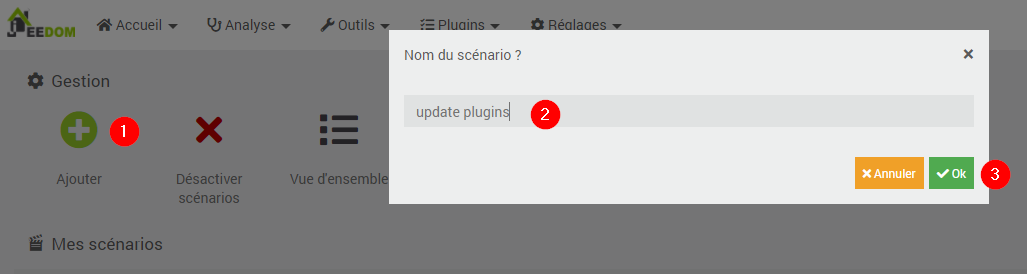 JEEDOM Accueil Analyse Outils Plugins Réglages
Nom du scénario ?
Gestion
update plugins 2
1
Annuler Ok 3
Ajouter Désactiver scénarios Vue d'ensemble
Mes scénarios